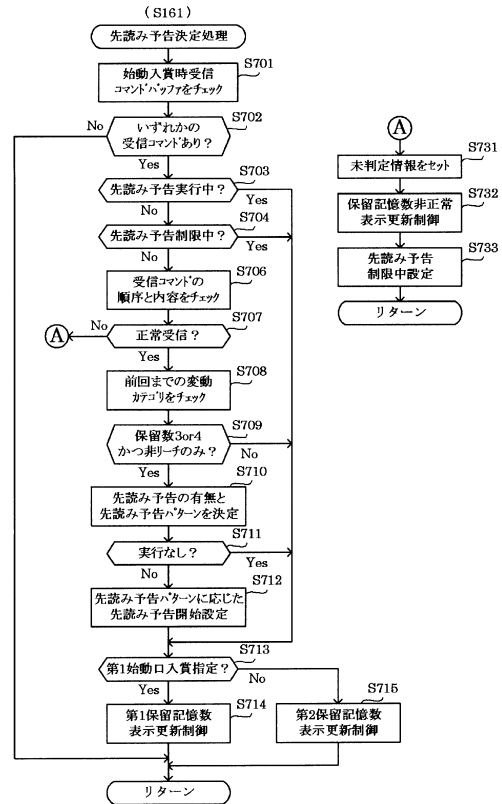 (S161)
先読み予告決定処理
S701
始動入賞時受信
コマンドバッファをチェック
S702
いずれかの
受信コマンドあり?
No
Yes
S703
先読み予告実行中?
Yes
No
S704
先読み予告制限中?
Yes
No
S706
受信コマンドの
順序と内容をチェック
S707
正常受信?
No
A
Yes
S708
前回までの変動
カテゴリをチェック
S709
保留数3or4
かつ非リーチのみ?
No
Yes
S710
先読み予告の有無と
先読み予告パターンを決定
S711
実行なし?
Yes
No
S712
先読み予告パターンに応じた
先読み予告開始設定
S713
第1始動口入賞指定?
No
Yes
S714
第1保留記憶数
表示更新制御
S715
第2保留記憶数
表示更新制御
リターン
A
S731
未判定情報をセット
S732
保留記憶数非正常
表示更新制御
S733
先読み予告
制限中設定
リターン